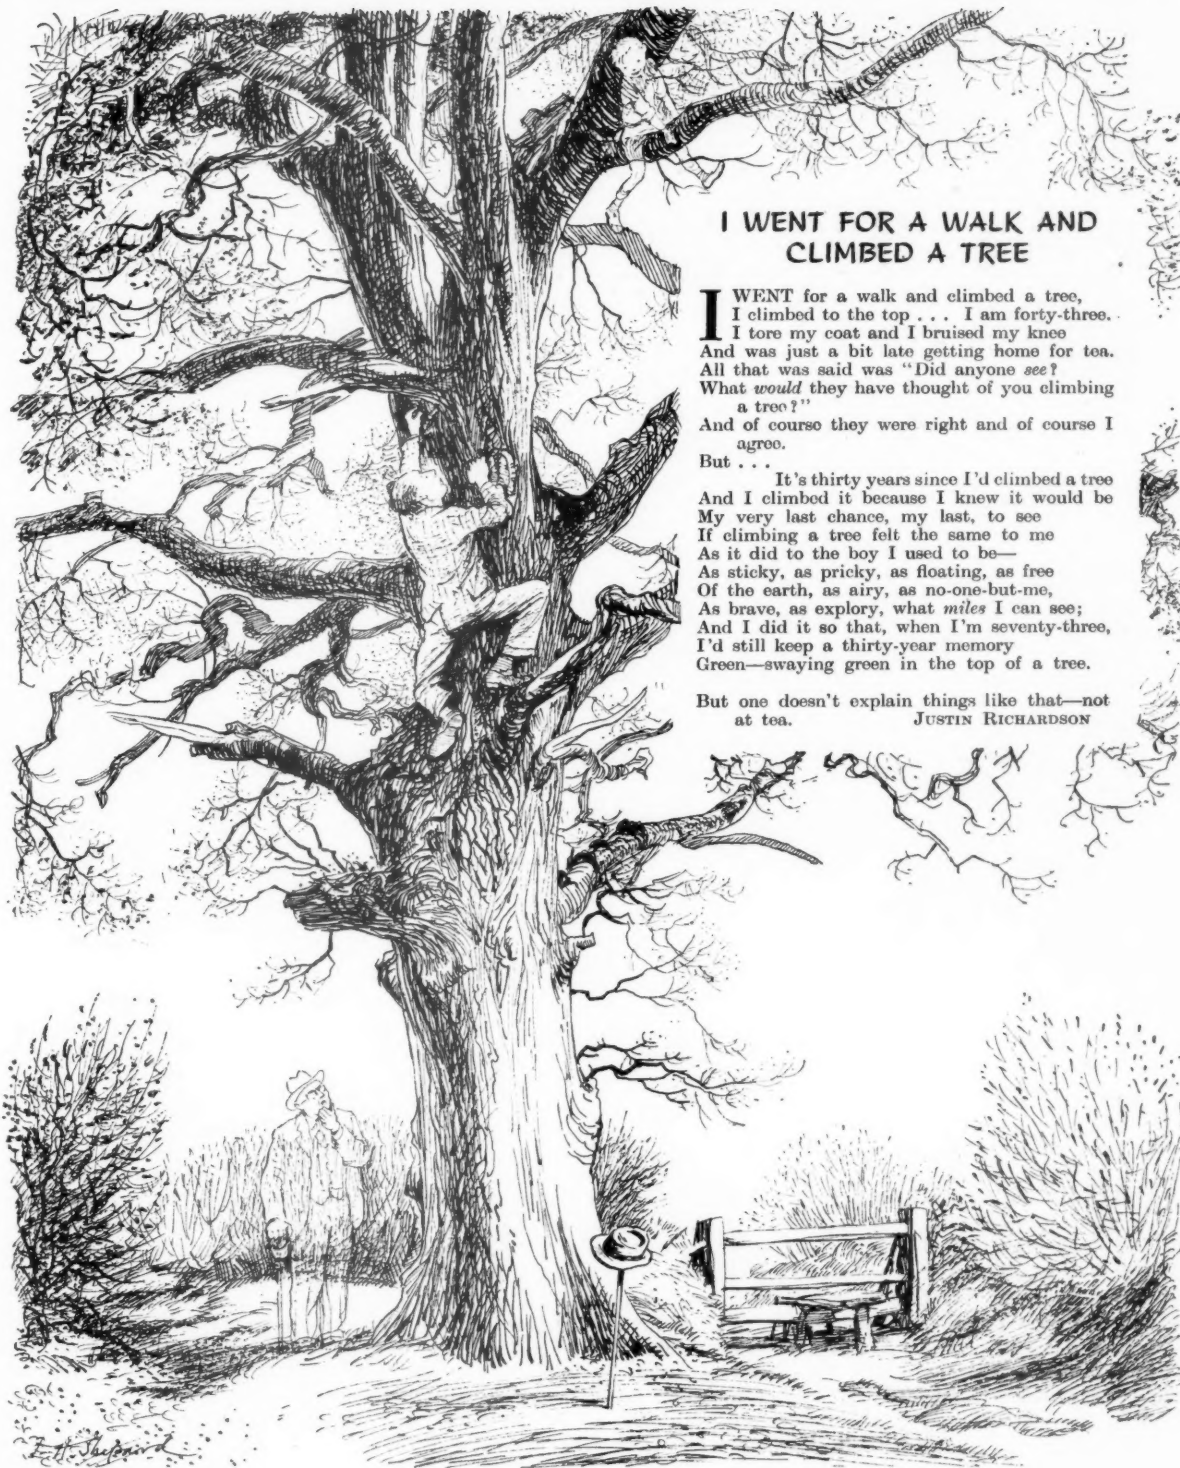 I WENT FOR A WALK AND
CLIMBED A TREE
I WENT for a walk and climbed a tree,
I climbed to the top . . . I am forty-three.
I tore my coat and I bruised my knee
And was just a bit late getting home for tea.
All that was said was "Did anyone see?
What would they have thought of you climbing
a tree?"
And of course they were right and of course I
agree.
But . . .
It's thirty years since I'd climbed a tree
And I climbed it because I knew it would be
My very last chance, my last, to see
If climbing a tree felt the same to me
As it did to the boy I used to be—
As sticky, as pricky, as floating, as free
Of the earth, as airy, as no-one-but-me,
As brave, as explory, what miles I can see;
And I did it so that, when I'm seventy-three,
I'd still keep a thirty-year memory
Green—swaying green in the top of a tree.
But one doesn't explain things like that—not
at tea. JUSTIN RICHARDSON
E. H. Shepard